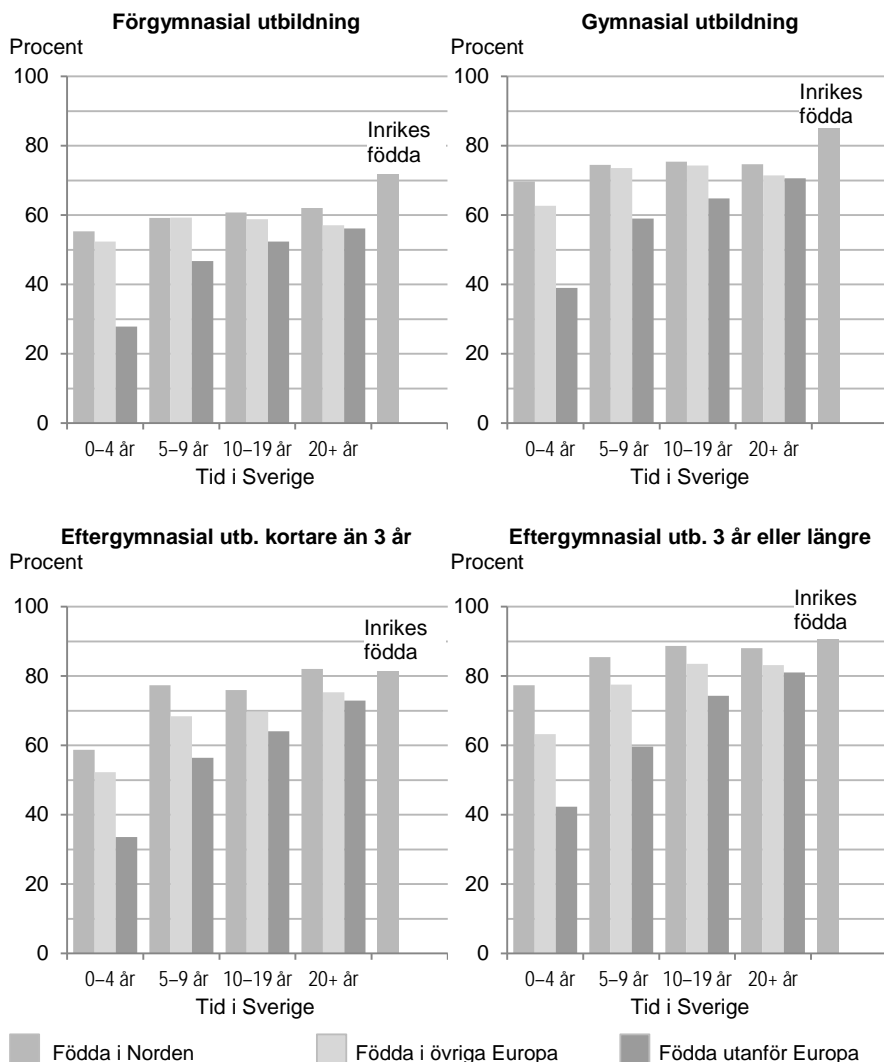 Förgymnasial utbildning
Procent
100
80
60
40
20
0
Inrikes
födda
0–4 år 5–9 år 10–19 år 20+ år
Tid i Sverige
Gymnasial utbildning
Procent
100
80
60
40
20
0
Inrikes
födda
0–4 år 5–9 år 10–19 år 20+ år
Tid i Sverige
Eftergymnasial utb. kortare än 3 år
Procent
100
80
60
40
20
0
Inrikes
födda
0–4 år 5–9 år 10–19 år 20+ år
Tid i Sverige
Eftergymnasial utb. 3 år eller längre
Procent
100
80
60
40
20
0
Inrikes
födda
0–4 år 5–9 år 10–19 år 20+ år
Tid i Sverige
Födda i Norden Födda i övriga Europa Födda utanför Europa